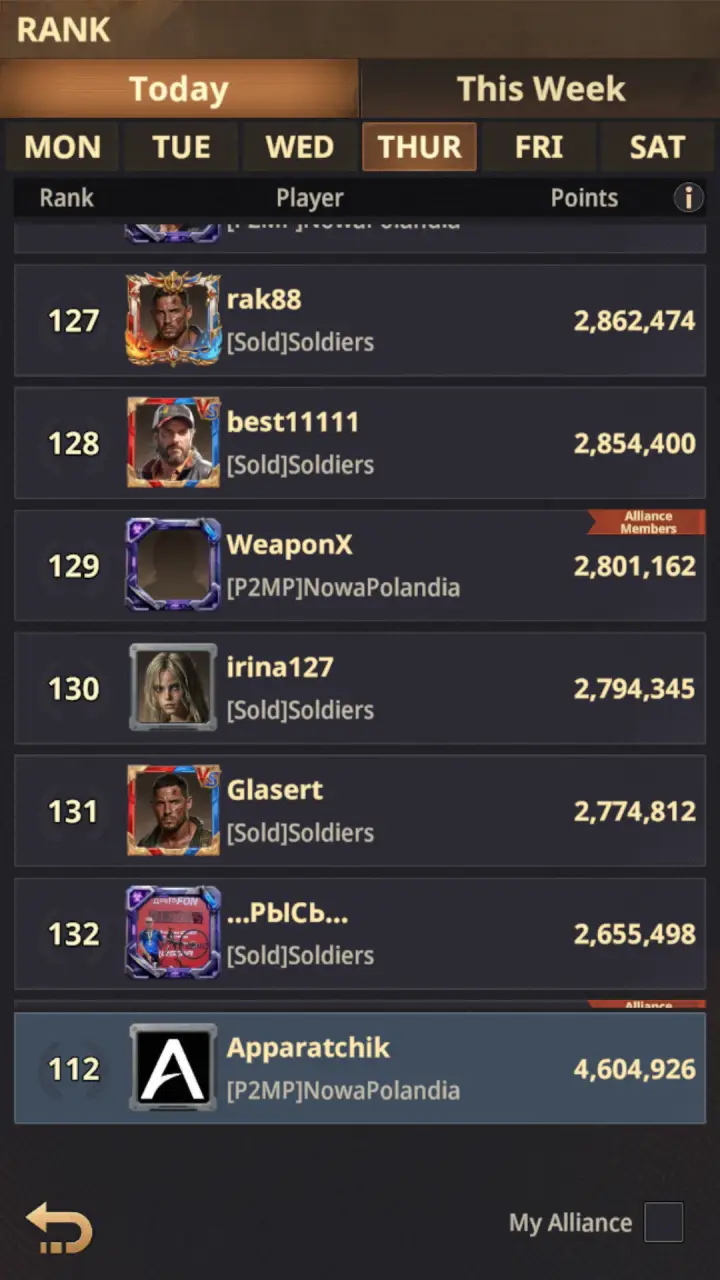 RANK
Today
This Week
MON TUE WED THUR FRI SAT
Rank Player Points i
[P2MP]NowaPolandia
127 rak88 2,862,474
[Sold]Soldiers
128 best11111 2,854,400
[Sold]Soldiers
Alliance
Members
129 WeaponX 2,801,162
[P2MP]NowaPolandia
130 irina127 2,794,345
[Sold]Soldiers
131 Glasert 2,774,812
[Sold]Soldiers
132 ...РЫСЬ... 2,655,498
[Sold]Soldiers
Alliance
112 Apparatchik 4,604,926
[P2MP]NowaPolandia
My Alliance